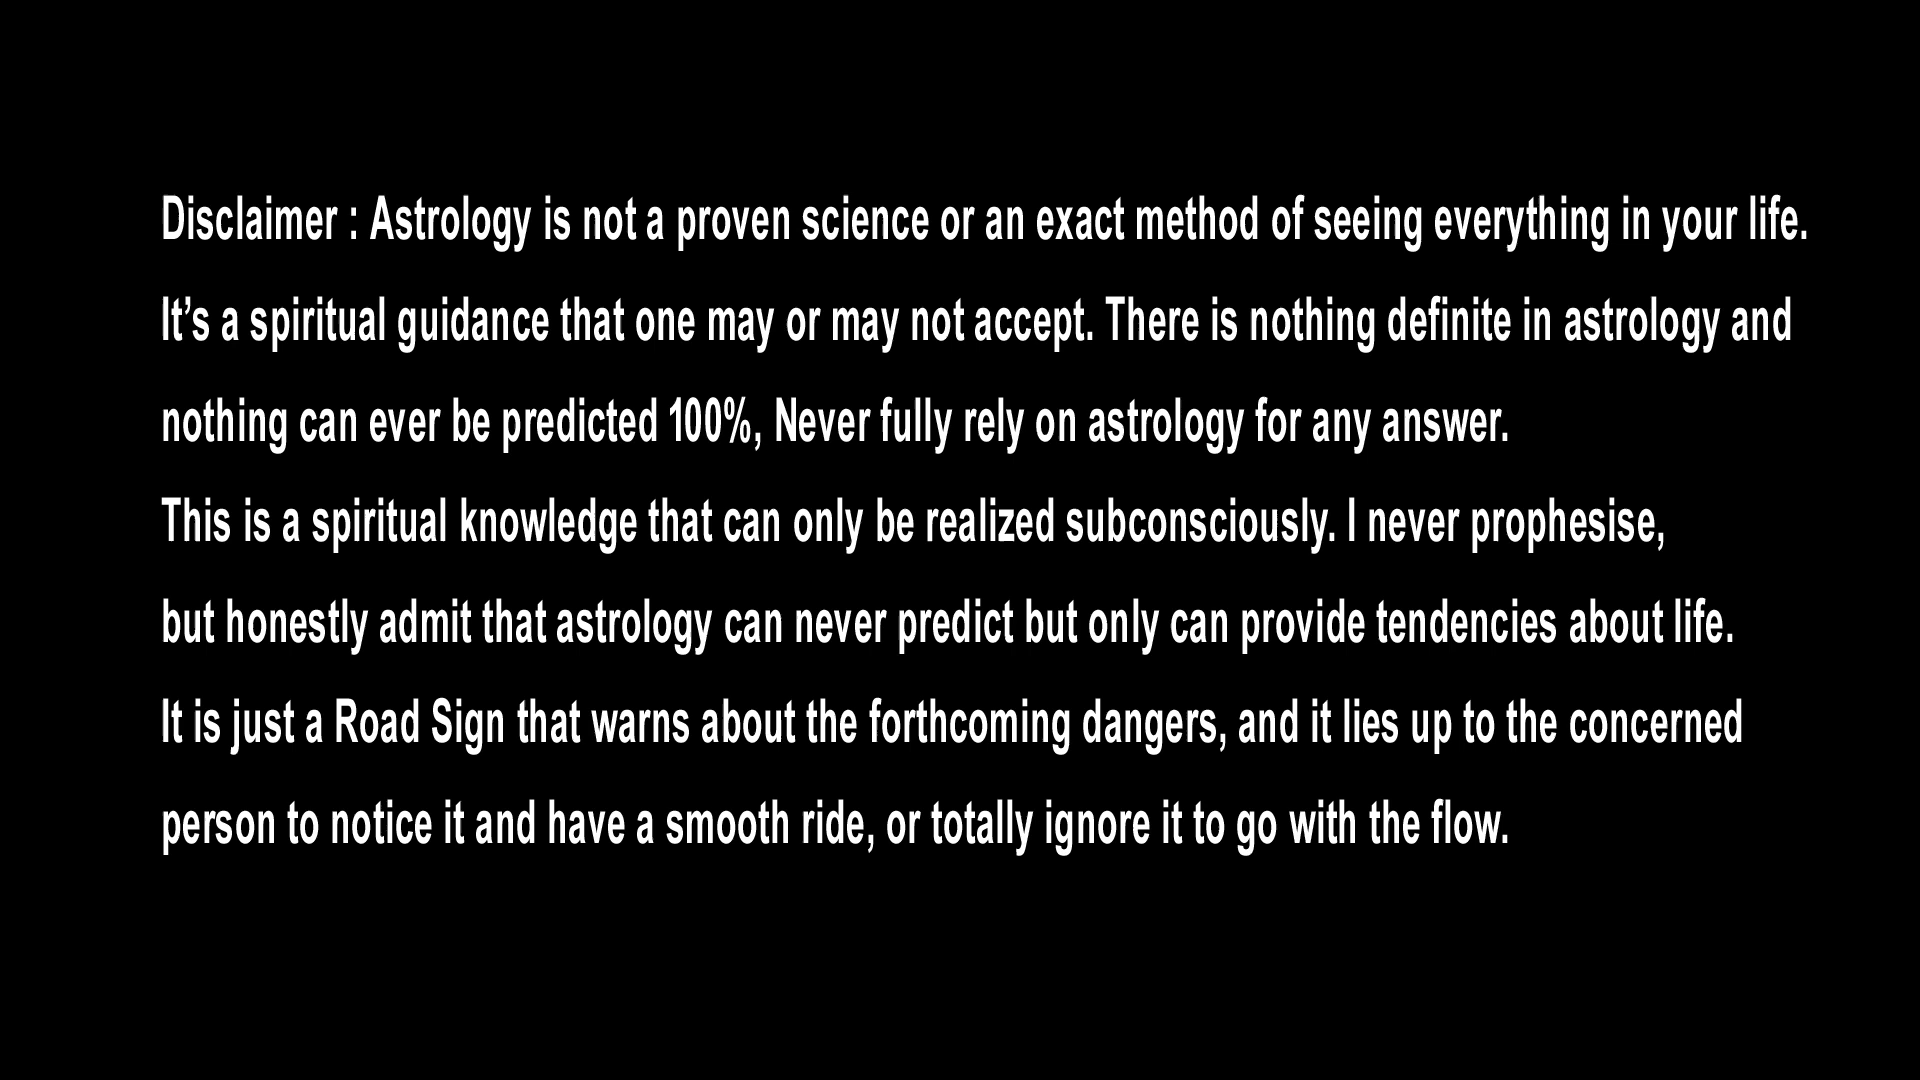 Disclaimer : Astrology is not a proven science or an exact method of seeing everything in your life.
It’s a spiritual guidance that one may or may not accept. There is nothing definite in astrology and
nothing can ever be predicted 100%, Never fully rely on astrology for any answer.
This is a spiritual knowledge that can only be realized subconsciously. I never prophesise,
but honestly admit that astrology can never predict but only can provide tendencies about life.
It is just a Road Sign that warns about the forthcoming dangers, and it lies up to the concerned
person to notice it and have a smooth ride, or totally ignore it to go with the flow.